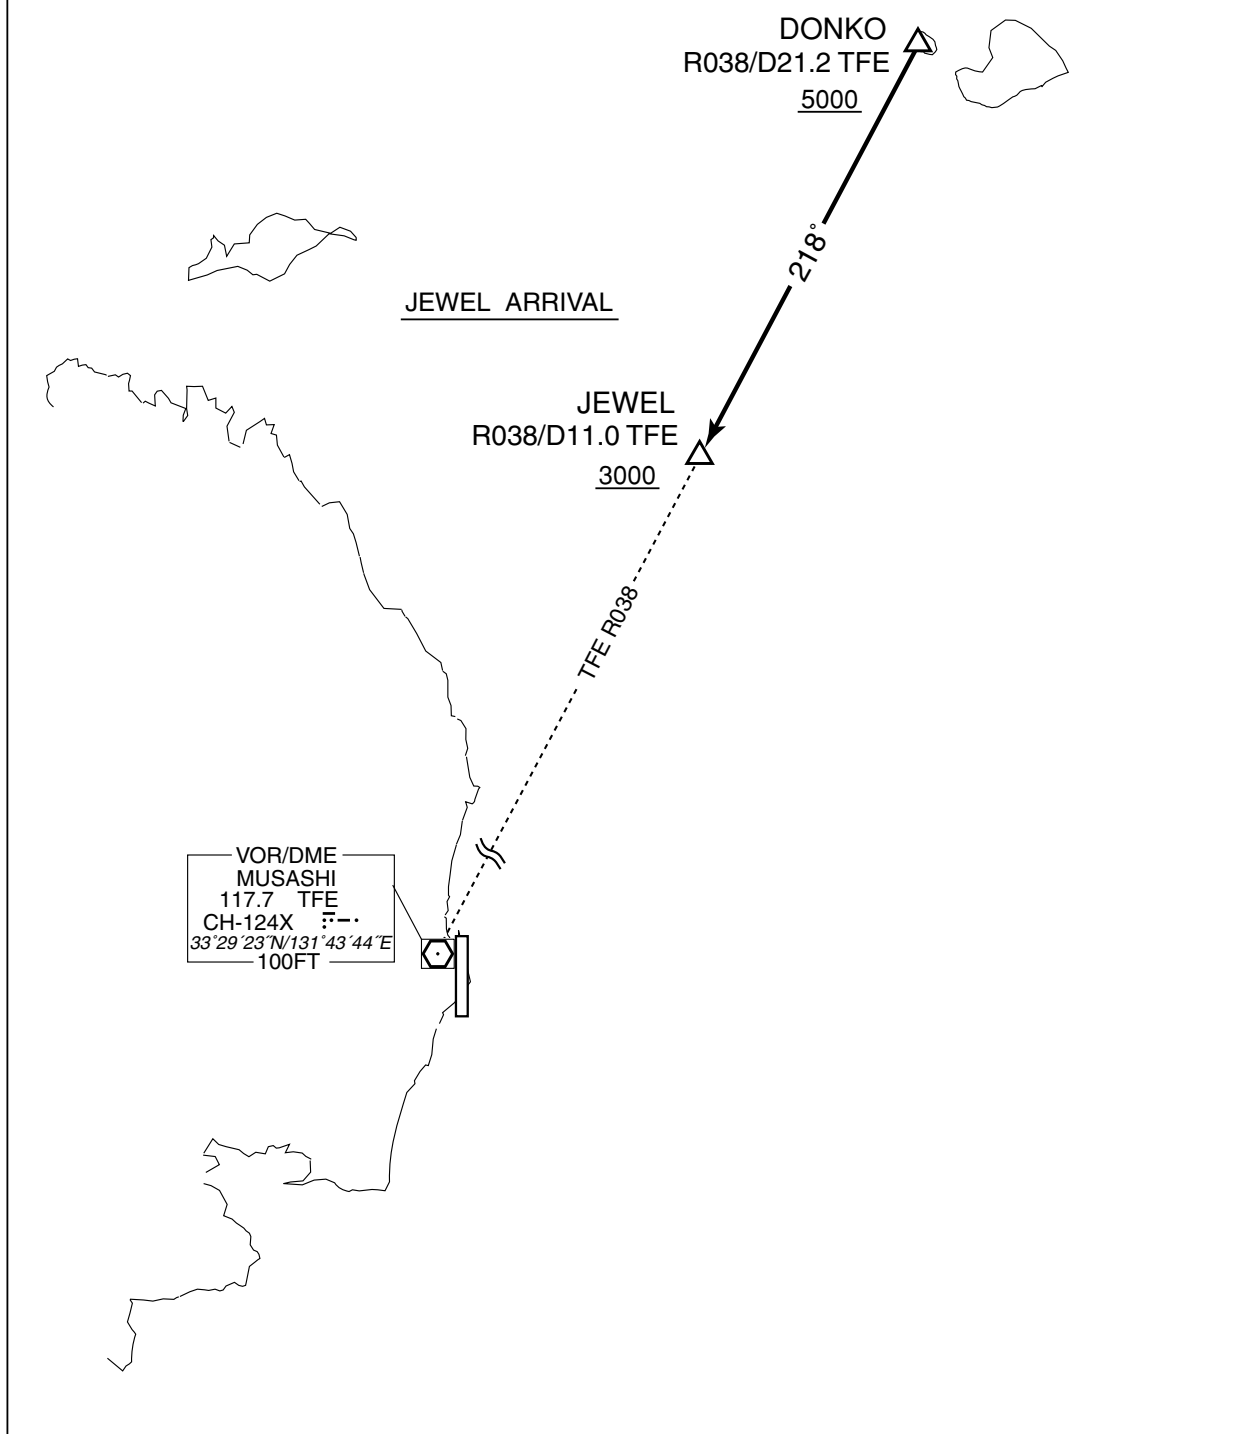 DONKO
R038/D21.2 TFE
5000
218°
JEWEL ARRIVAL
JEWEL
R038/D11.0 TFE
3000
TFE R038
VOR/DME
MUSASHI
117.7 TFE
CH-124X
33°29′23″N/131°43′44″E
100FT